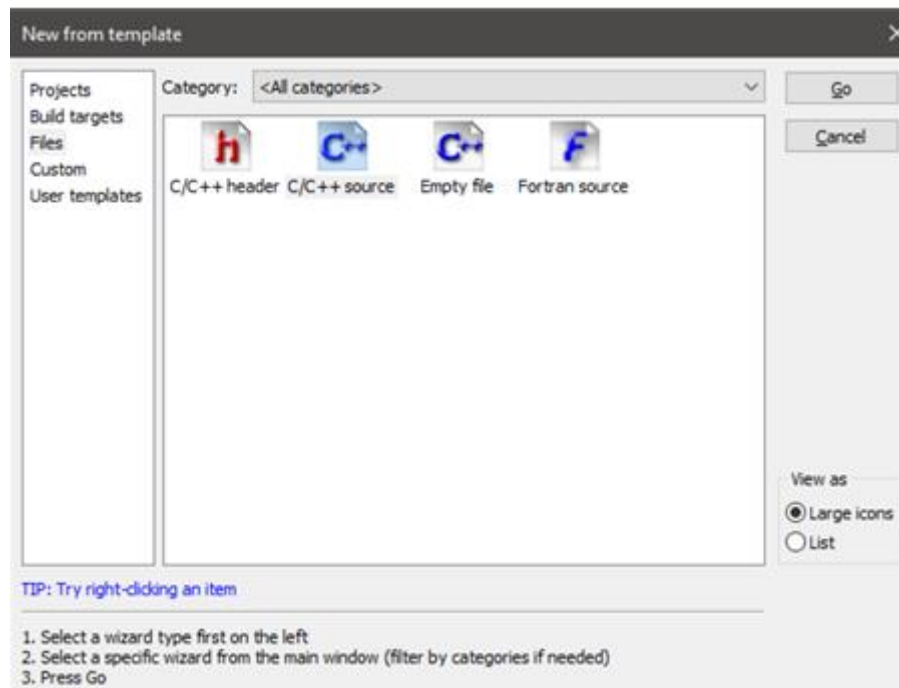 New from template
Projects
Build targets
Files
Custom
User templates
Category: <All categories>
h
C++
C++
F
C/C++ header C/C++ source Empty file Fortran source
Go
Cancel
View as
Large icons
List
TIP: Try right-clicking an item
1. Select a wizard type first on the left
2. Select a specific wizard from the main window (filter by categories if needed)
3. Press Go